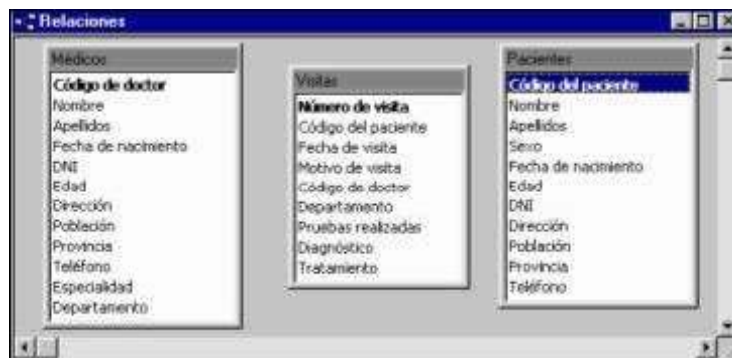 Relaciones
Médicos
Código de doctor
Nombre
Apellidos
Fecha de nacimiento
DNI
Edad
Dirección
Población
Provincia
Teléfono
Especialidad
Departamento
Visitas
Número de visita
Código del paciente
Fecha de visita
Motivo de visita
Código de doctor
Departamento
Pruebas realizadas
Diagnóstico
Tratamiento
Pacientes
Código del paciente
Nombre
Apellidos
Sexo
Fecha de nacimiento
Edad
DNI
Dirección
Población
Provincia
Teléfono